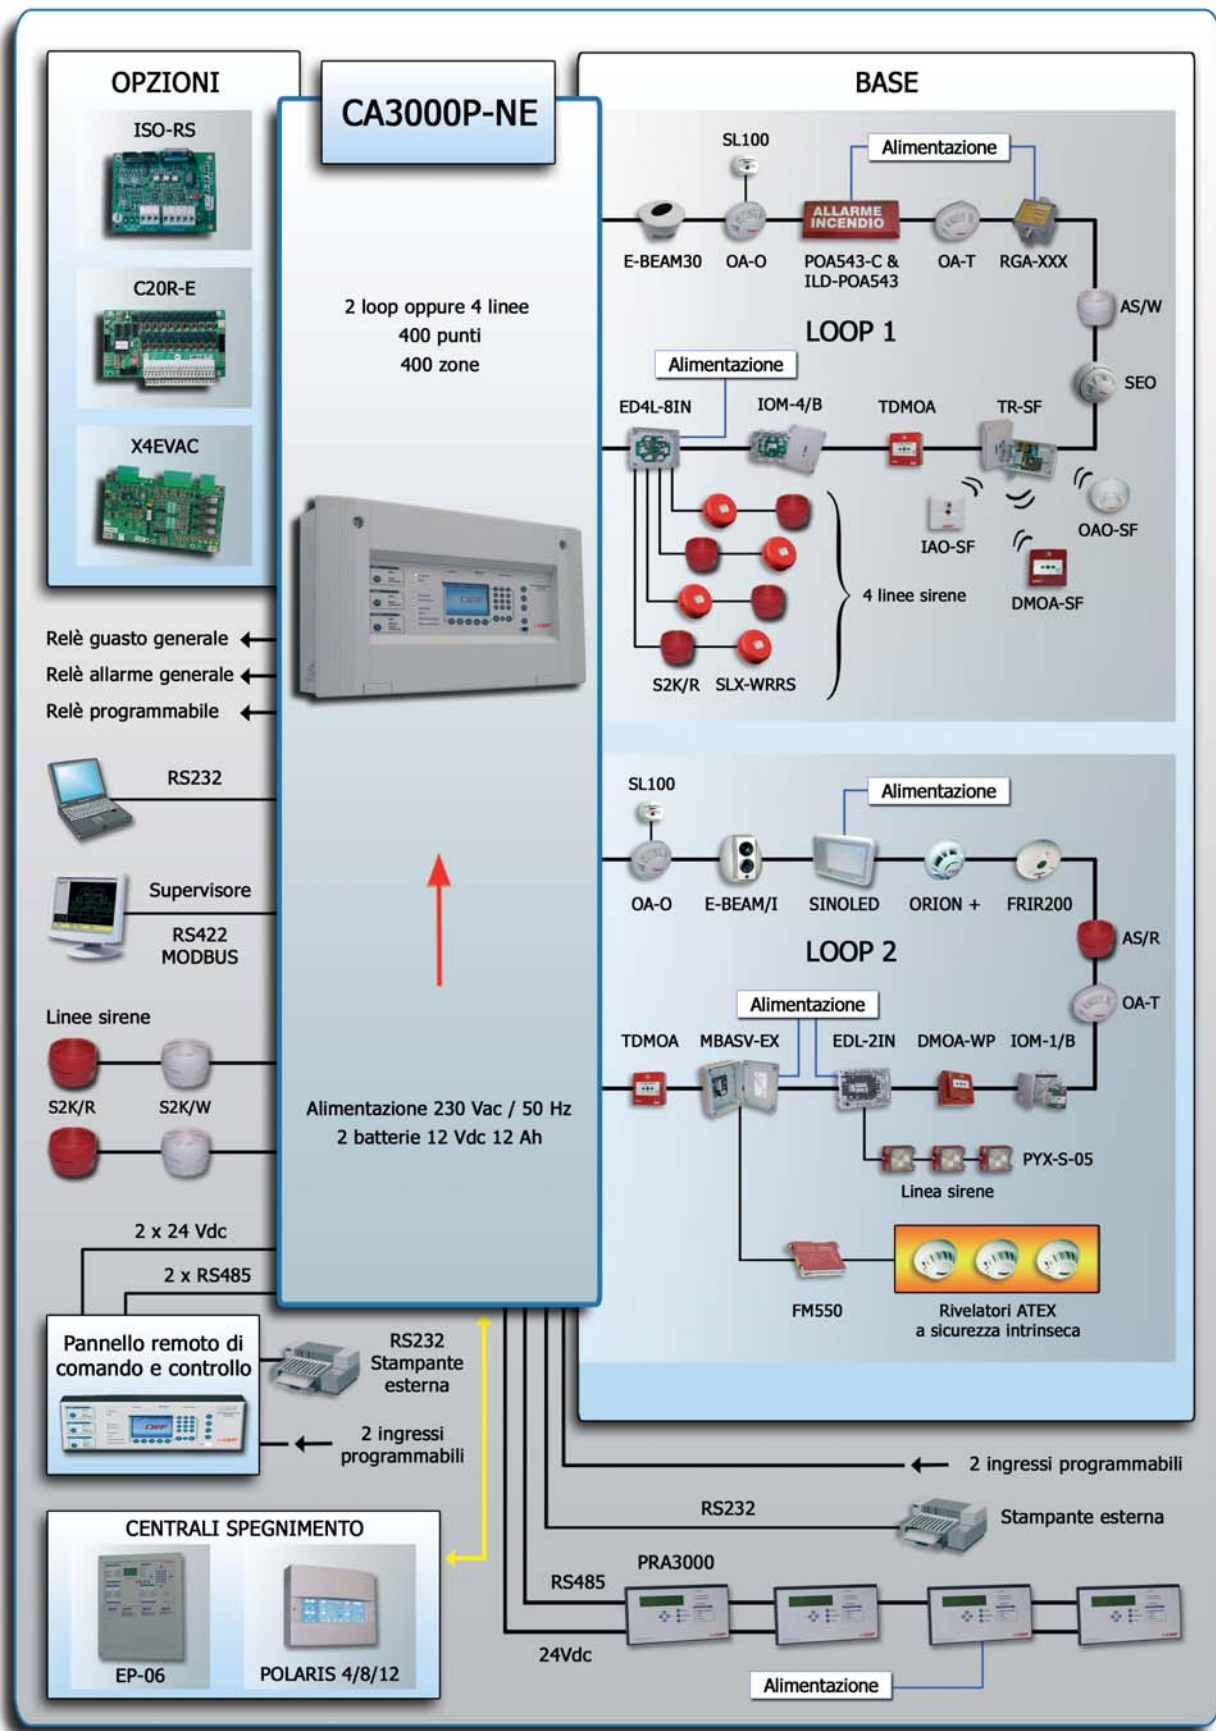 OPZIONI
ISO-RS
C20R-E
X4EVAC
CA3000P-NE
2 loop oppure 4 linee
400 punti
400 zone
DEF
Alimentazione 230 Vac / 50 Hz
2 batterie 12 Vdc 12 Ah
BASE
SL100
Alimentazione
ALLARME
INCENDIO
E-BEAM30
OA-O
POA543-C &
ILD-POA543
OA-T
RGA-XXX
AS/W
LOOP 1
SEO
Alimentazione
ED4L-8IN
IOM-4/B
TDMOA
TR-SF
IAO-SF
OAO-SF
DMOA-SF
4 linee sirene
S2K/R
SLX-WRRS
SL100
Alimentazione
OA-O
E-BEAM/I
SINOLED
ORION +
FRIR200
AS/R
LOOP 2
OA-T
Alimentazione
TDMOA
MBASV-EX
EDL-2IN
DMOA-WP
IOM-1/B
PYX-S-05
Linea sirene
FM550
Rivelatori ATEX
a sicurezza intrinseca
Relè guasto generale
Relè allarme generale
Relè programmabile
RS232
Supervisore
RS422
MODBUS
Linee sirene
S2K/R
S2K/W
2 x 24 Vdc
2 x RS485
Pannello remoto di
comando e controllo
DEF
RS232
Stampante
esterna
2 ingressi
programmabili
CENTRALI SPEGNIMENTO
EP-06
POLARIS 4/8/12
2 ingressi programmabili
RS232
Stampante esterna
PRA3000
RS485
24Vdc
Alimentazione